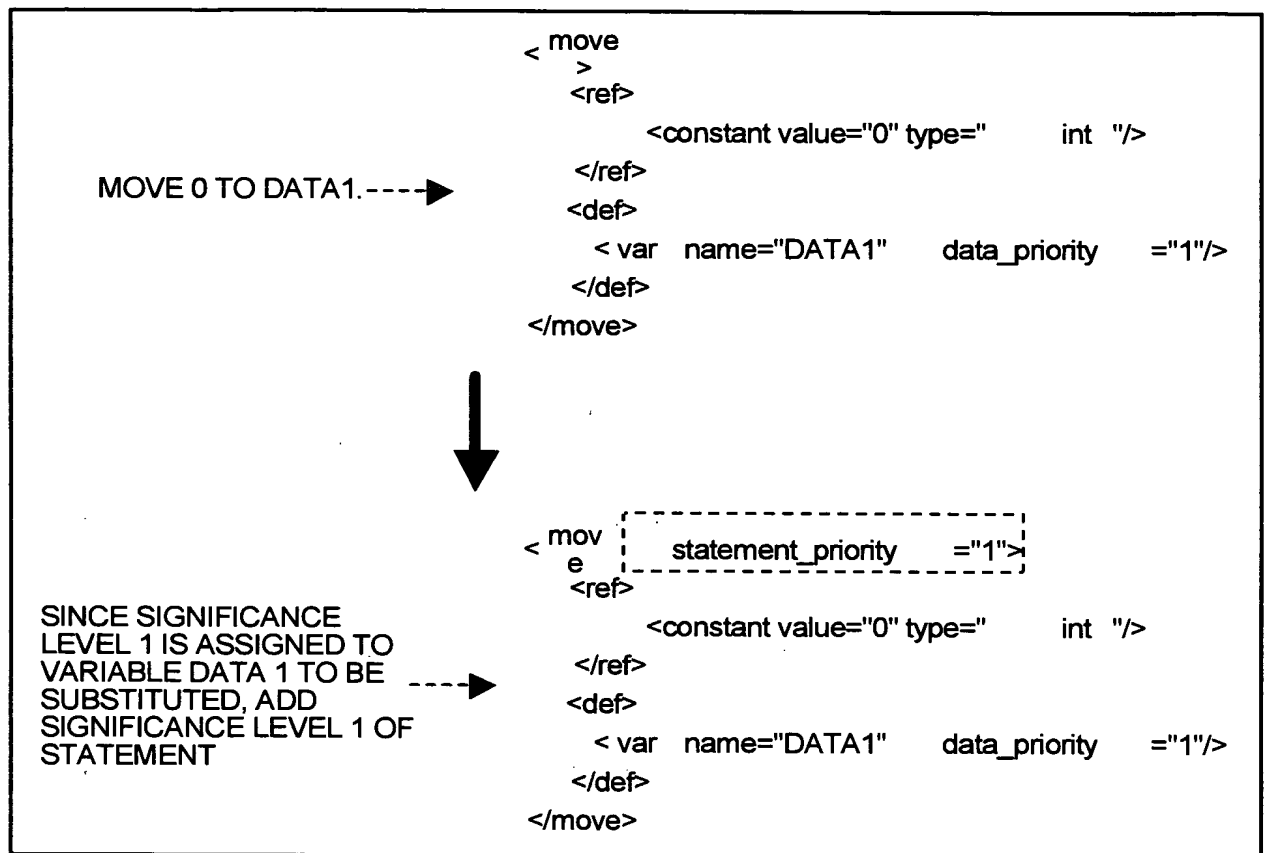 < move
>
<ref>
<constant value="0" type=" int "/>
</ref>
MOVE 0 TO DATA1.
<def>
< var name="DATA1" data_priority ="1"/>
</def>
</move>
< mov
e
statement_priority ="1">
<ref>
<constant value="0" type=" int "/>
</ref>
SINCE SIGNIFICANCE
LEVEL 1 IS ASSIGNED TO
VARIABLE DATA 1 TO BE
SUBSTITUTED, ADD
SIGNIFICANCE LEVEL 1 OF
STATEMENT
<def>
< var name="DATA1" data_priority ="1"/>
</def>
</move>